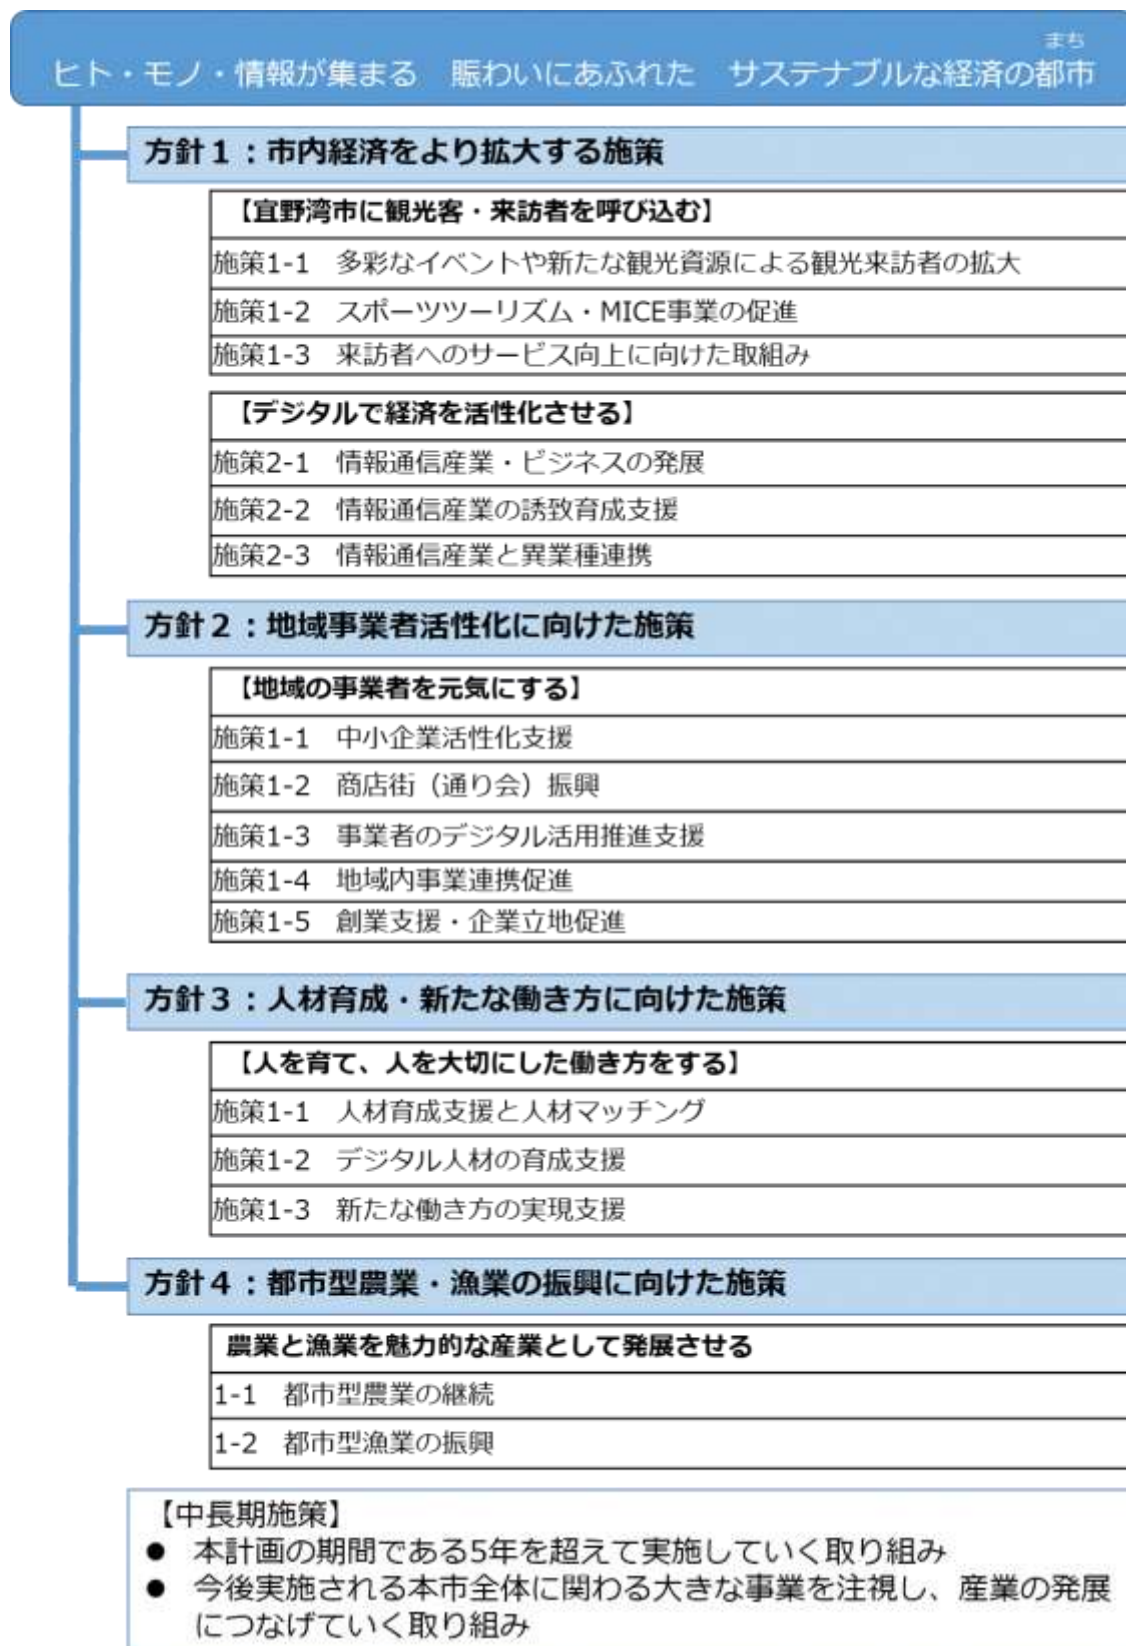 まち
ヒト・モノ・情報が集まる　賑わいにあふれた　サステナブルな経済の都市
方針１：市内経済をより拡大する施策
【宜野湾市に観光客・来訪者を呼び込む】
施策1-1　多彩なイベントや新たな観光資源による観光来訪者の拡大
施策1-2　スポーツツーリズム・MICE事業の促進
施策1-3　来訪者へのサービス向上に向けた取組み
【デジタルで経済を活性化させる】
施策2-1　情報通信産業・ビジネスの発展
施策2-2　情報通信産業の誘致育成支援
施策2-3　情報通信産業と異業種連携
方針２：地域事業者活性化に向けた施策
【地域の事業者を元気にする】
施策1-1　中小企業活性化支援
施策1-2　商店街（通り会）振興
施策1-3　事業者のデジタル活用推進支援
施策1-4　地域内事業連携促進
施策1-5　創業支援・企業立地促進
方針３：人材育成・新たな働き方に向けた施策
【人を育て、人を大切にした働き方をする】
施策1-1　人材育成支援と人材マッチング
施策1-2　デジタル人材の育成支援
施策1-3　新たな働き方の実現支援
方針４：都市型農業・漁業の振興に向けた施策
農業と漁業を魅力的な産業として発展させる
1-1　都市型農業の継続
1-2　都市型漁業の振興
【中長期施策】
● 本計画の期間である5年を超えて実施していく取り組み
● 今後実施される本市全体に関わる大きな事業を注視し、産業の発展
につなげていく取り組み